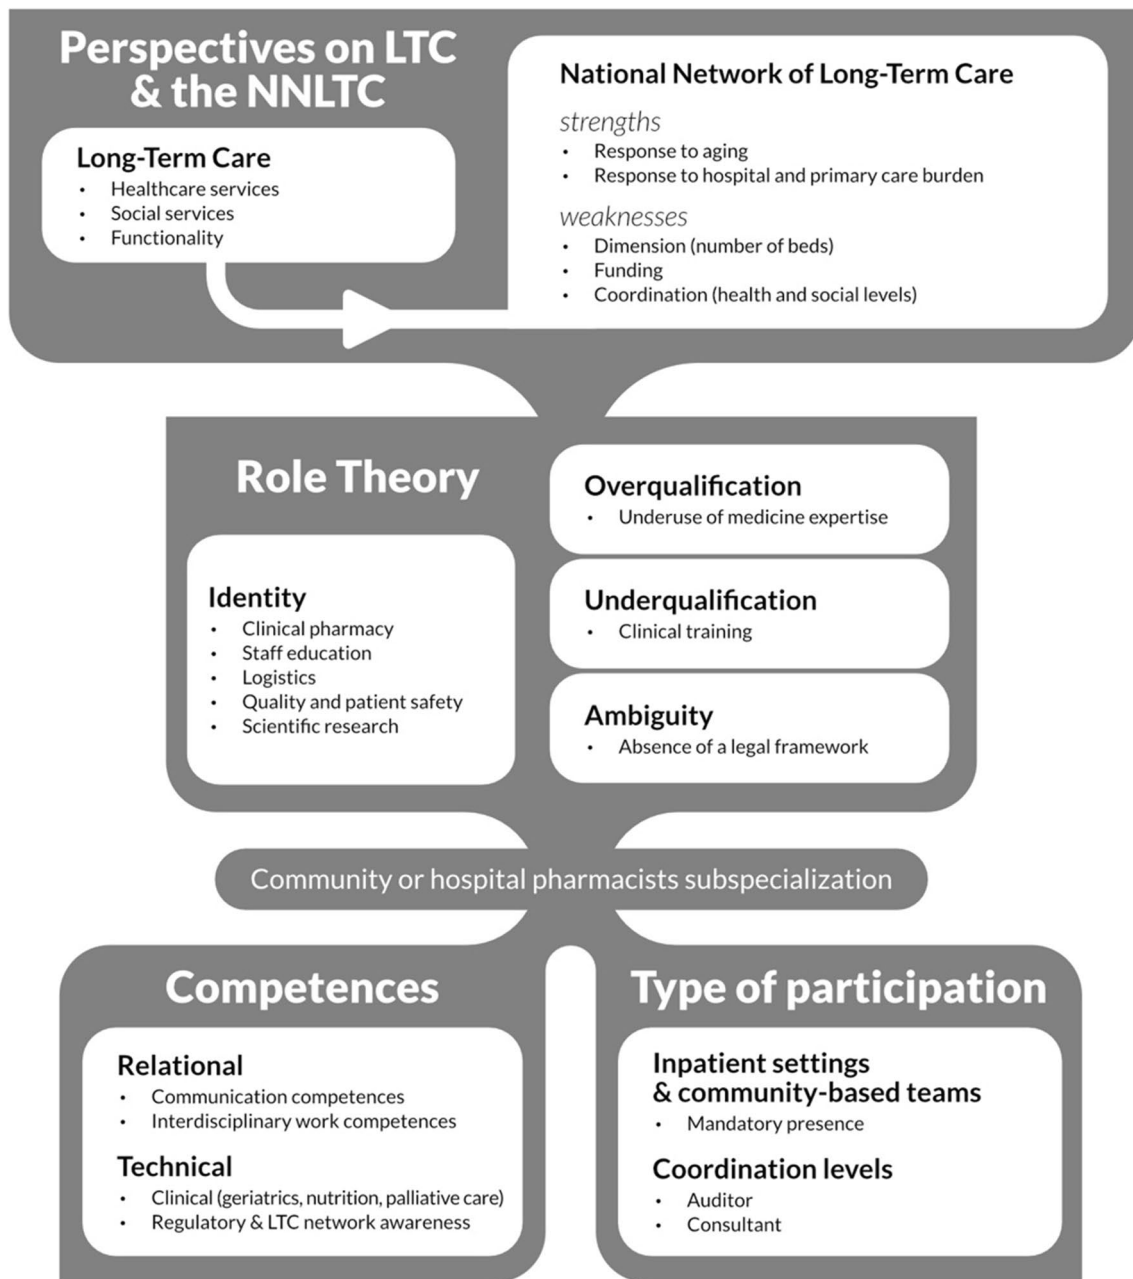 Perspectives on LTC
& the NNLTC
Long-Term Care
• Healthcare services
• Social services
• Functionality
National Network of Long-Term Care
strengths
• Response to aging
• Response to hospital and primary care burden
weaknesses
• Dimension (number of beds)
• Funding
• Coordination (health and social levels)
Role Theory
Identity
• Clinical pharmacy
• Staff education
• Logistics
• Quality and patient safety
• Scientific research
Overqualification
• Underuse of medicine expertise
Underqualification
• Clinical training
Ambiguity
• Absence of a legal framework
Community or hospital pharmacists subspecialization
Competences
Relational
• Communication competences
• Interdisciplinary work competences
Technical
• Clinical (geriatrics, nutrition, palliative care)
• Regulatory & LTC network awareness
Type of participation
Inpatient settings
& community-based teams
• Mandatory presence
Coordination levels
• Auditor
• Consultant